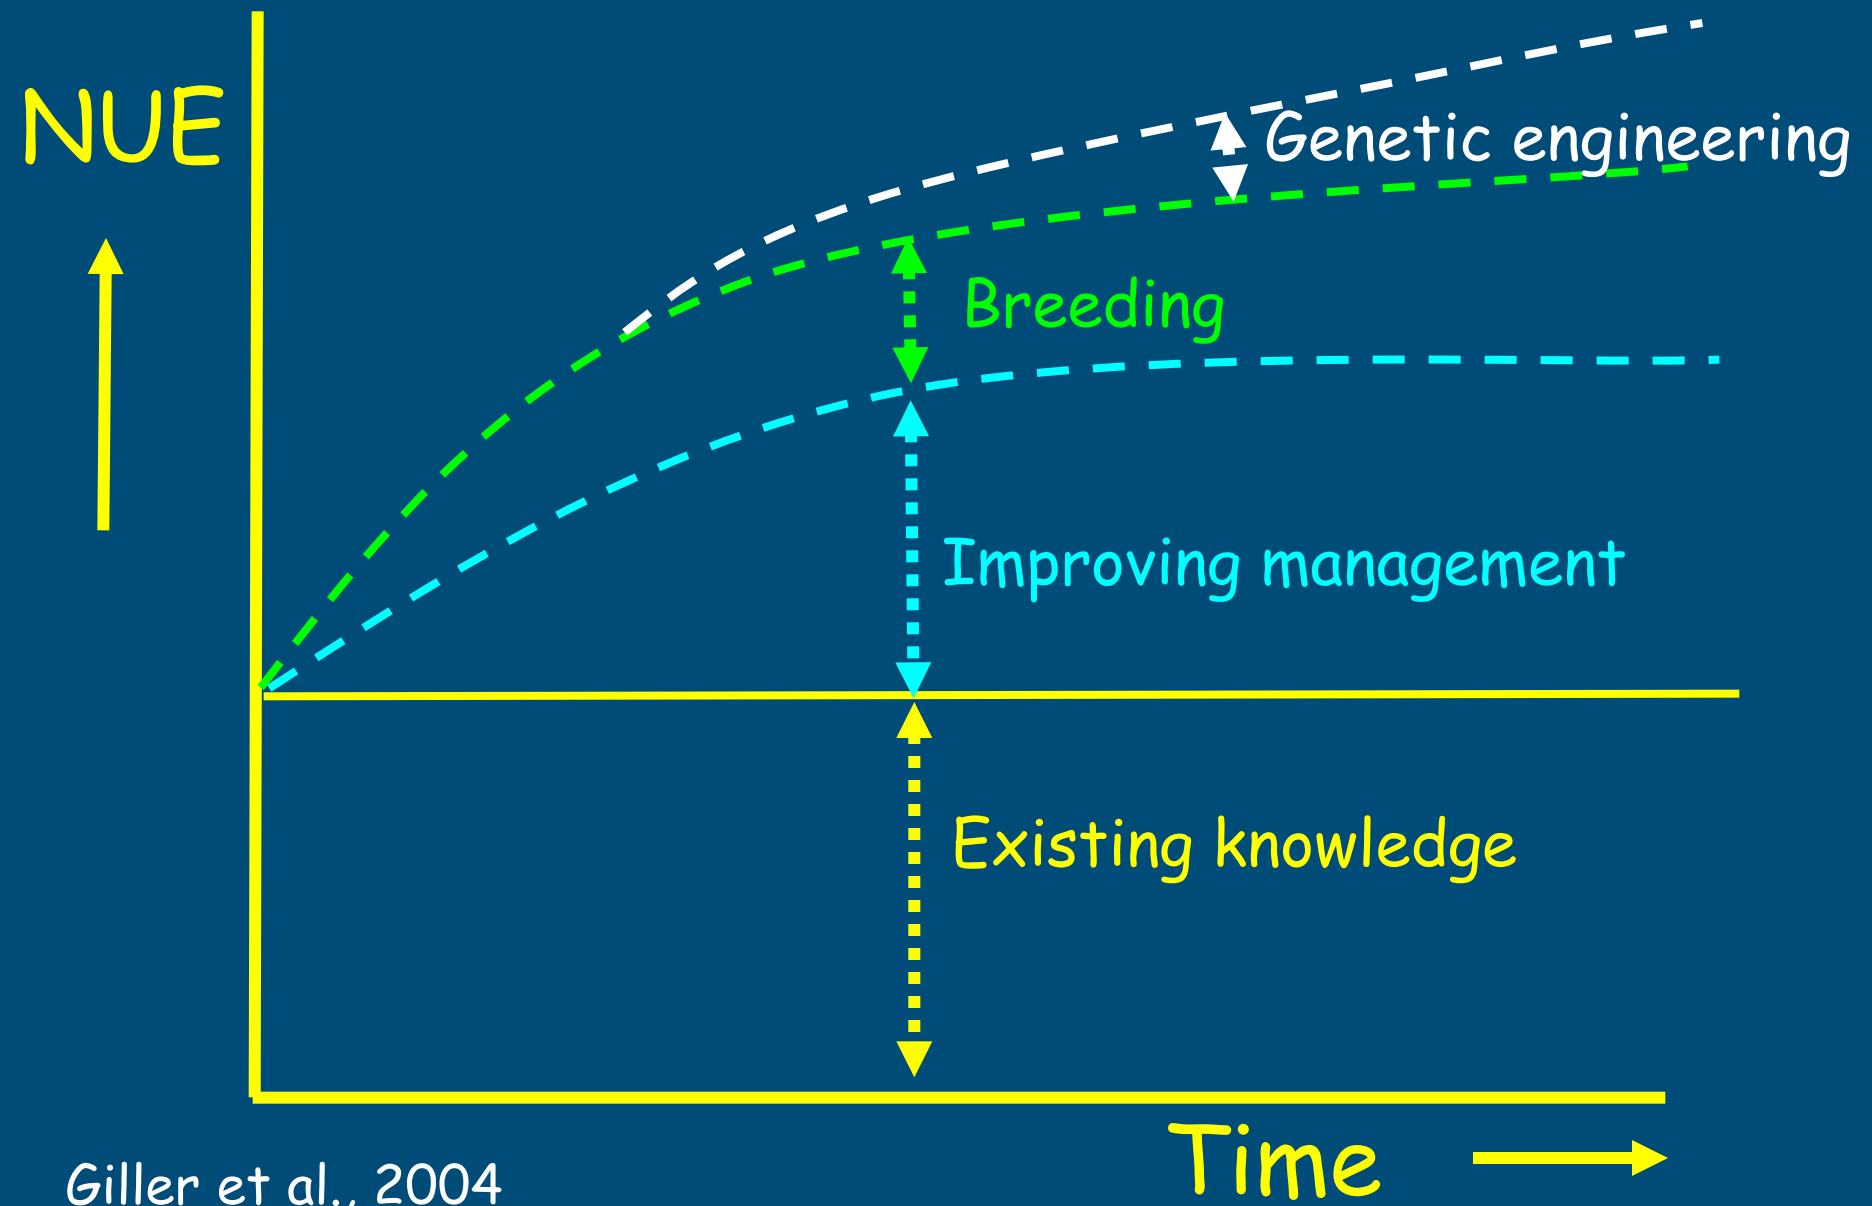 NUE
Genetic engineering
Breeding
Improving management
Existing knowledge
Time
Giller et al., 2004